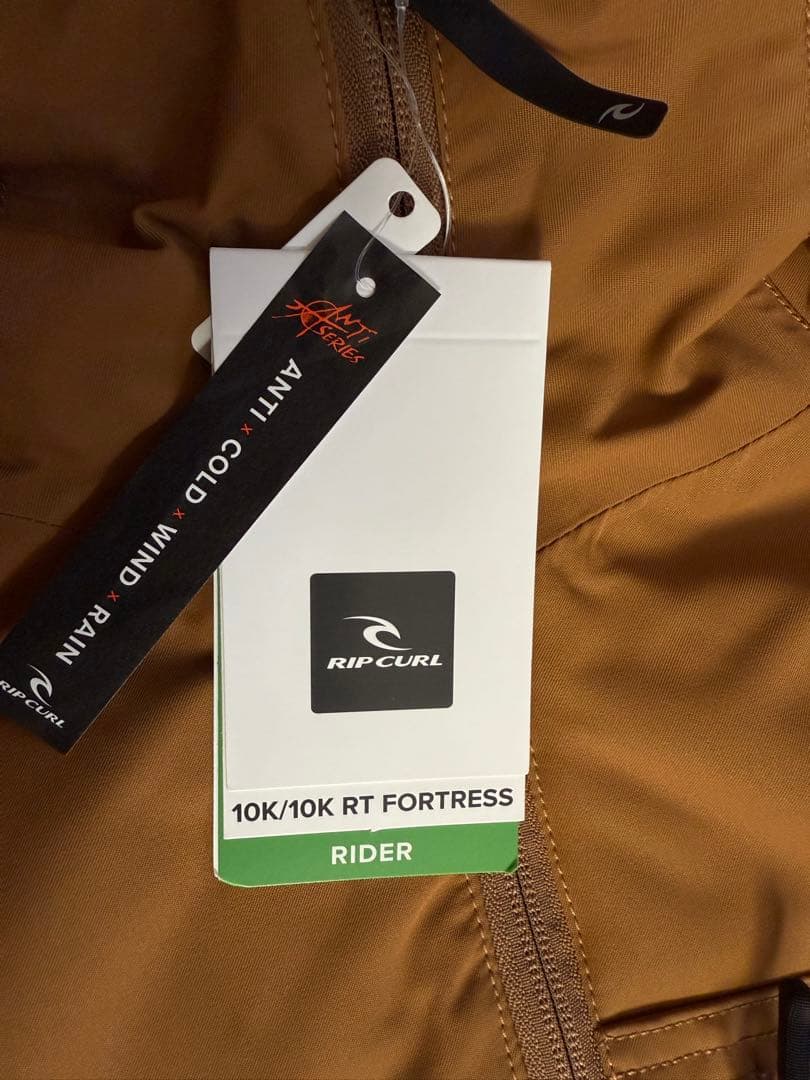 ANTI
SERIES
ANTI x COLD x WIND x RAIN
RIP CURL
RIP CURL
10K/10K RT FORTRESS
RIDER